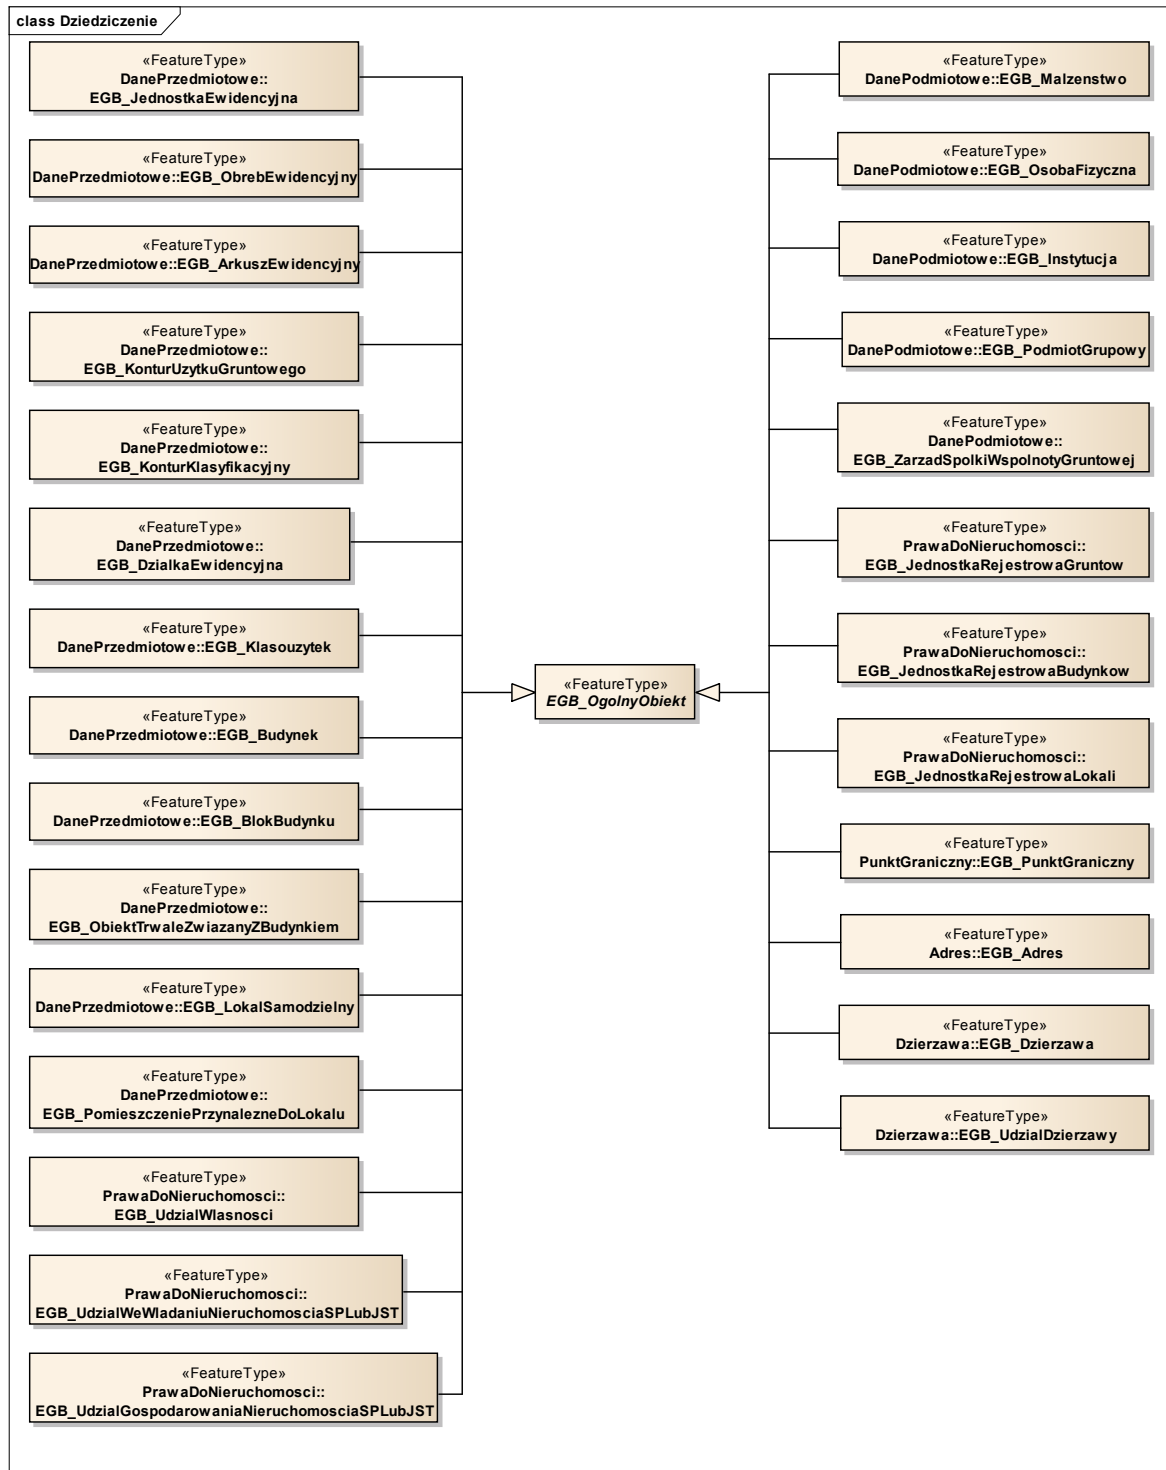 class Dziedziczenie
«FeatureType»
DanePrzedmiotowe::
EGB_JednostkaEwidencyjna
«FeatureType»
DanePrzedmiotowe::EGB_ObrebEwidencyjny
«FeatureType»
DanePrzedmiotowe::EGB_ArkuszEwidencyjny
«FeatureType»
DanePrzedmiotowe::
EGB_KonturUzytkuGruntowego
«FeatureType»
DanePrzedmiotowe::
EGB_KonturKlasyfikacyjny
«FeatureType»
DanePrzedmiotowe::
EGB_DzialkaEwidencyjna
«FeatureType»
DanePrzedmiotowe::EGB_Klasouzytek
«FeatureType»
DanePrzedmiotowe::EGB_Budynek
«FeatureType»
DanePrzedmiotowe::EGB_BlokBudynku
«FeatureType»
DanePrzedmiotowe::
EGB_ObiektTrwaleZwiazanyZBudynkiem
«FeatureType»
DanePrzedmiotowe::EGB_LokalSamodzielny
«FeatureType»
DanePrzedmiotowe::
EGB_PomieszczeniePrzynalezneDoLokalu
«FeatureType»
PrawaDoNieruchomosci::
EGB_UdzialWlasnosci
«FeatureType»
PrawaDoNieruchomosci::
EGB_UdzialWeWladaniuNieruchomosciaSPLubJST
«FeatureType»
PrawaDoNieruchomosci::
EGB_UdzialGospodarowaniaNieruchomosciaSPLubJST
«FeatureType»
EGB_OgolnyObiekt
«FeatureType»
DanePodmiotowe::EGB_Malzenstwo
«FeatureType»
DanePodmiotowe::EGB_OsobaFizyczna
«FeatureType»
DanePodmiotowe::EGB_Instytucja
«FeatureType»
DanePodmiotowe::EGB_PodmiotGrupowy
«FeatureType»
DanePodmiotowe::
EGB_ZarzadSpolkiWspolnotyGruntowej
«FeatureType»
PrawaDoNieruchomosci::
EGB_JednostkaRejestrowaGruntow
«FeatureType»
PrawaDoNieruchomosci::
EGB_JednostkaRejestrowaBudynkow
«FeatureType»
PrawaDoNieruchomosci::
EGB_JednostkaRejestrowaLokali
«FeatureType»
PunktGraniczny::EGB_PunktGraniczny
«FeatureType»
Adres::EGB_Adres
«FeatureType»
Dzierzawa::EGB_Dzierzawa
«FeatureType»
Dzierzawa::EGB_UdzialDzierzawy